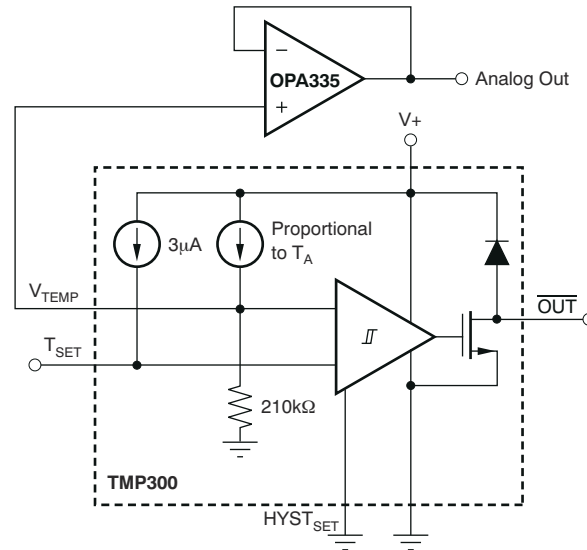 OPA335
Analog Out
V+
3μA
Proportional
to T_A
V_TEMP
T_SET
OUT
210kΩ
TMP300
HYST_SET